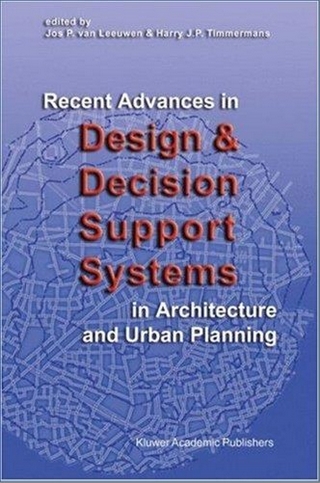 edited by
Jos P. van Leeuwen & Harry J.P. Timmermans
Recent Advances in
Design &
Decision
Support
Systems
in Architecture
and Urban Planning
Kluwer Academic Publishers